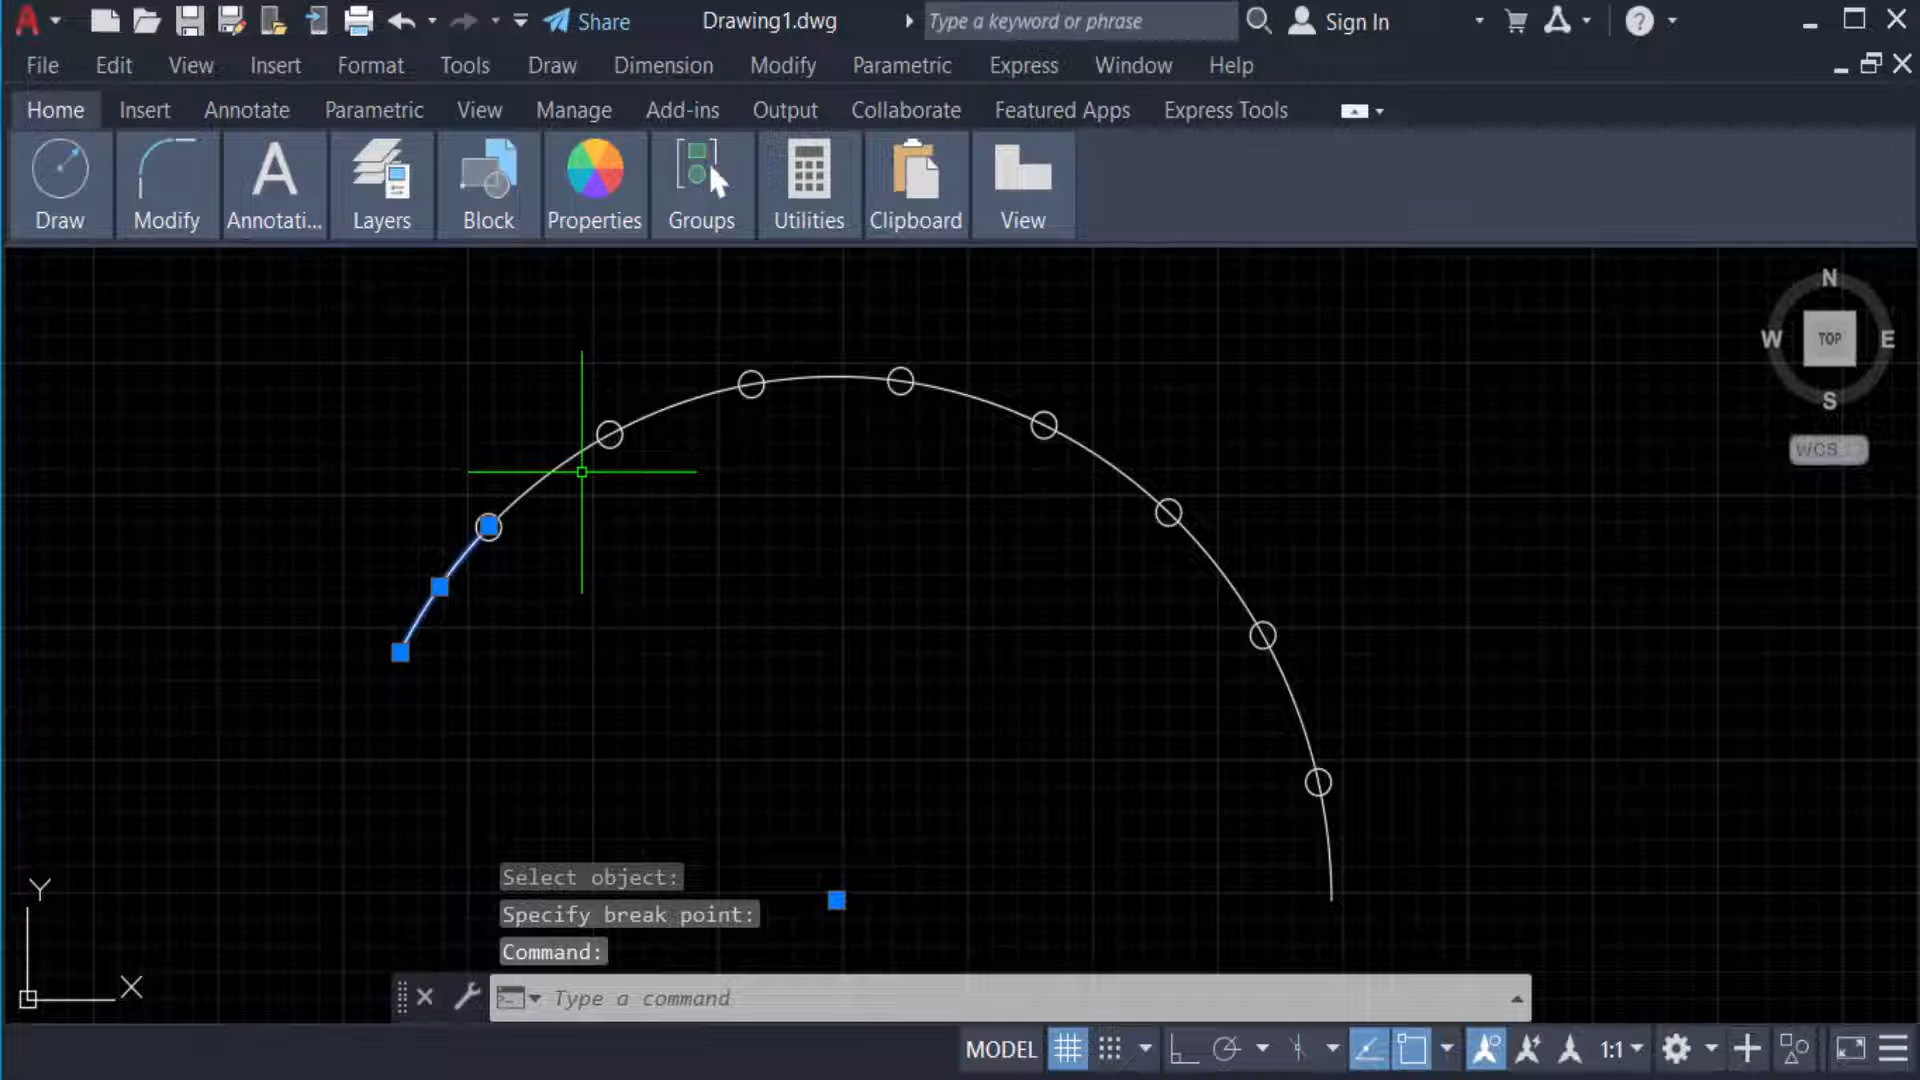 Share Drawing1.dwg Type a keyword or phrase Sign In ?
File Edit View Insert Format Tools Draw Dimension Modify Parametric Express Window Help
Home Insert Annotate Parametric View Manage Add-ins Output Collaborate Featured Apps Express Tools
Draw Modify Annotati... Layers Block Properties Groups Utilities Clipboard View
N
W TOP E
S
WCS
Select object:
Y
Specify break point:
Command:
X
Type a command
MODEL 1:1